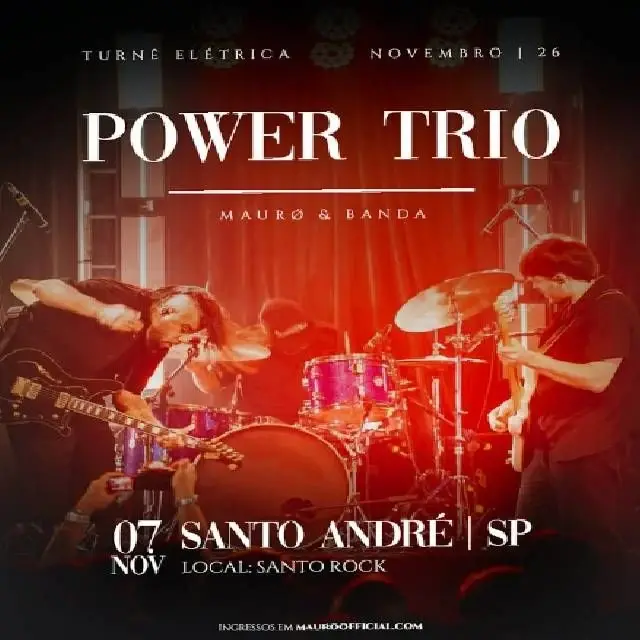 TURNÊ ELÉTRICA NOVEMBRO | 26
POWER TRIO
MAURØ & BANDA
07 SANTO ANDRÉ | SP
NOV LOCAL: SANTO ROCK
INGRESSOS EM MAUROOFFICIAL.COM